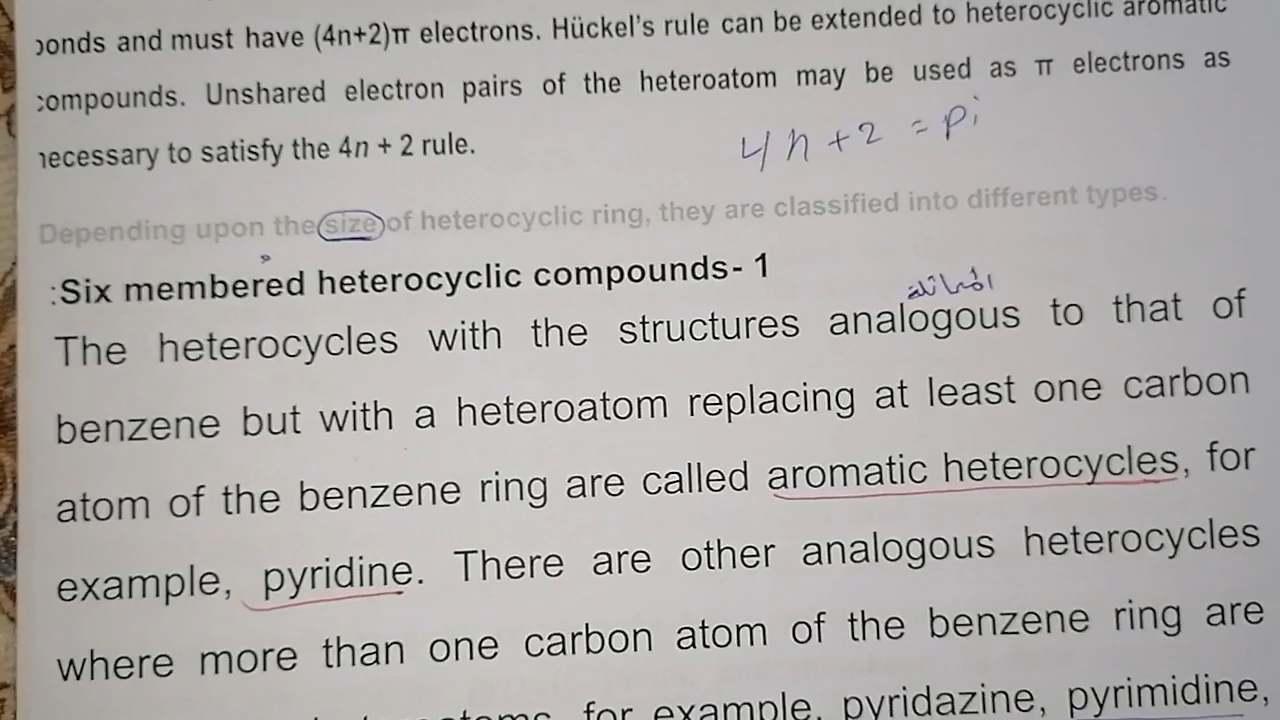 bonds and must have (4n+2)π electrons. Hückel's rule can be extended to heterocyclic aromatic
compounds. Unshared electron pairs of the heteroatom may be used as π electrons as
necessary to satisfy the 4n + 2 rule.
4n+2 = pi
Depending upon the size of heterocyclic ring, they are classified into different types.
:Six membered heterocyclic compounds- 1
المماثلة
The heterocycles with the structures analogous to that of
benzene but with a heteroatom replacing at least one carbon
atom of the benzene ring are called aromatic heterocycles, for
example, pyridine. There are other analogous heterocycles
where more than one carbon atom of the benzene ring are
for example, pyridazine, pyrimidine,